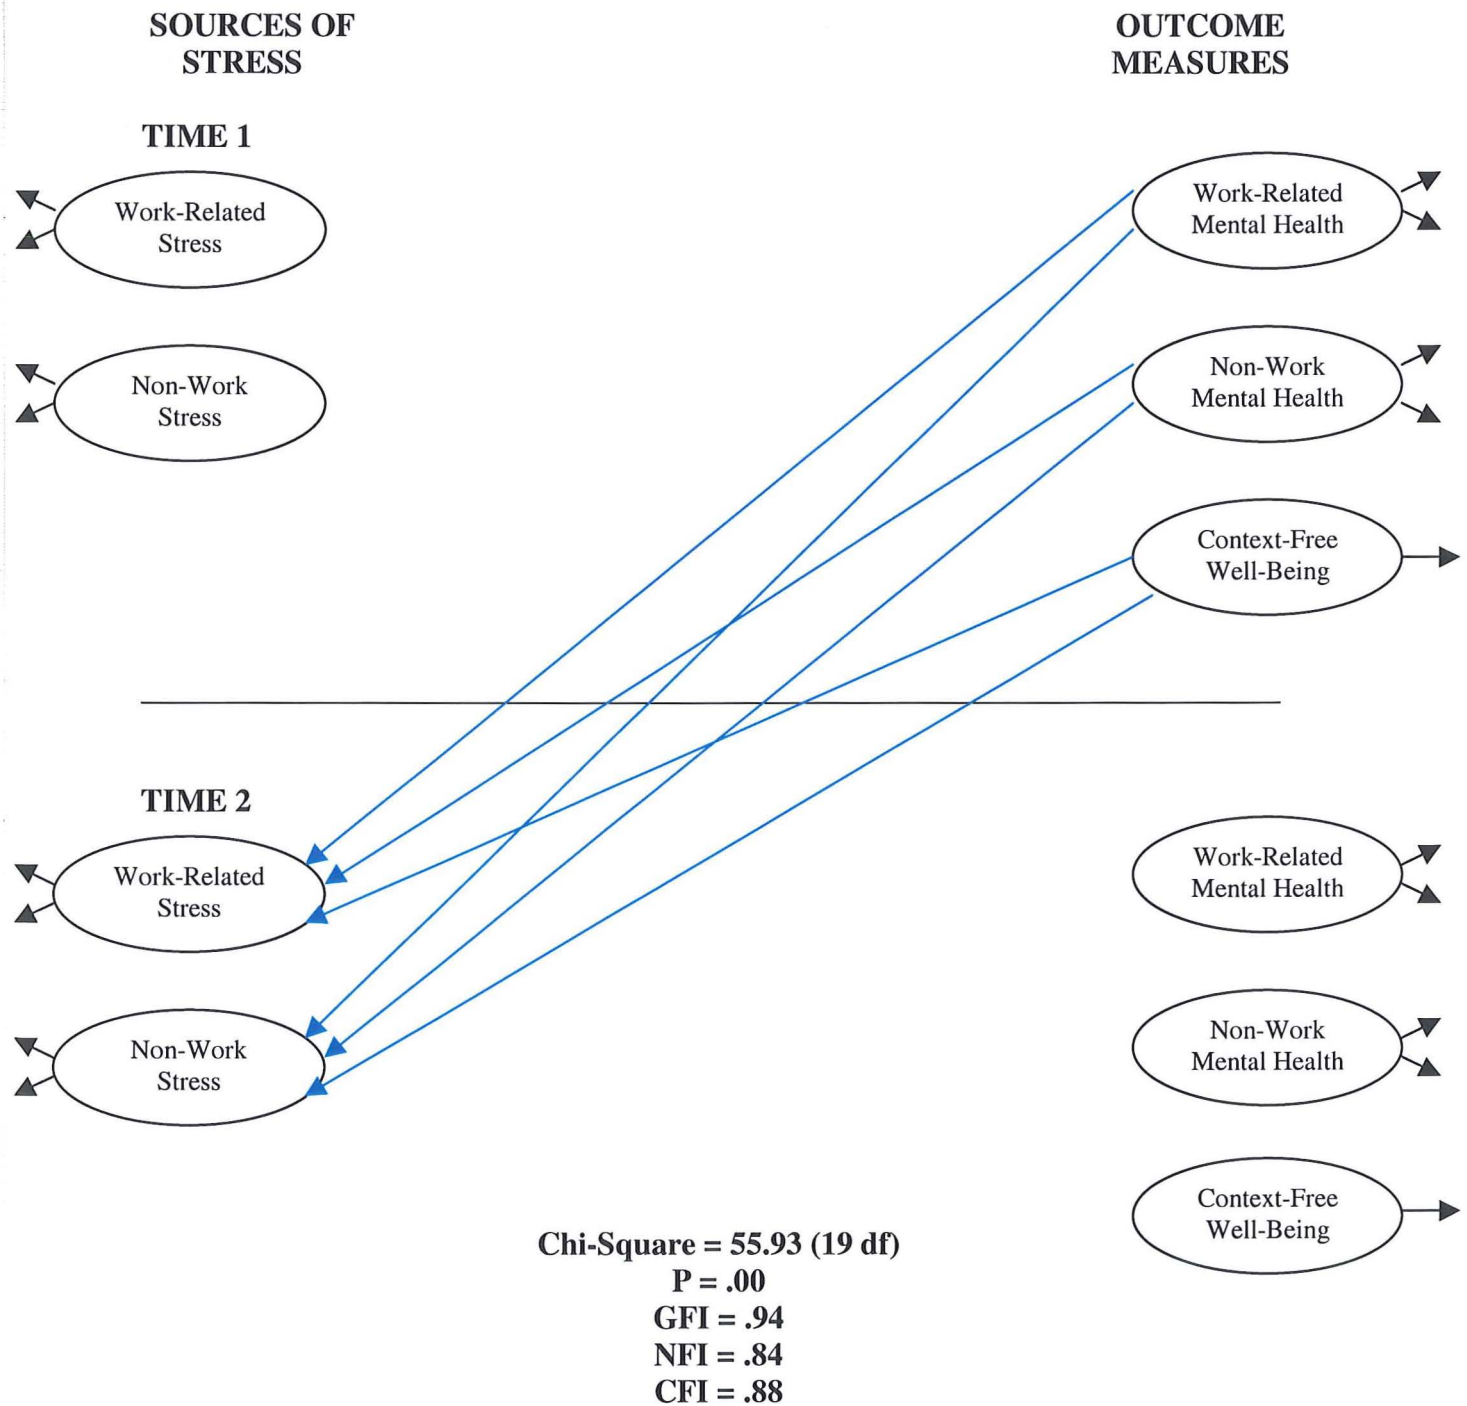 SOURCES OF
STRESS
OUTCOME
MEASURES
TIME 1
Work-Related
Stress
Non-Work
Stress
Work-Related
Mental Health
Non-Work
Mental Health
Context-Free
Well-Being
TIME 2
Work-Related
Stress
Non-Work
Stress
Work-Related
Mental Health
Non-Work
Mental Health
Context-Free
Well-Being
Chi-Square = 55.93 (19 df)
P = .00
GFI = .94
NFI = .84
CFI = .88